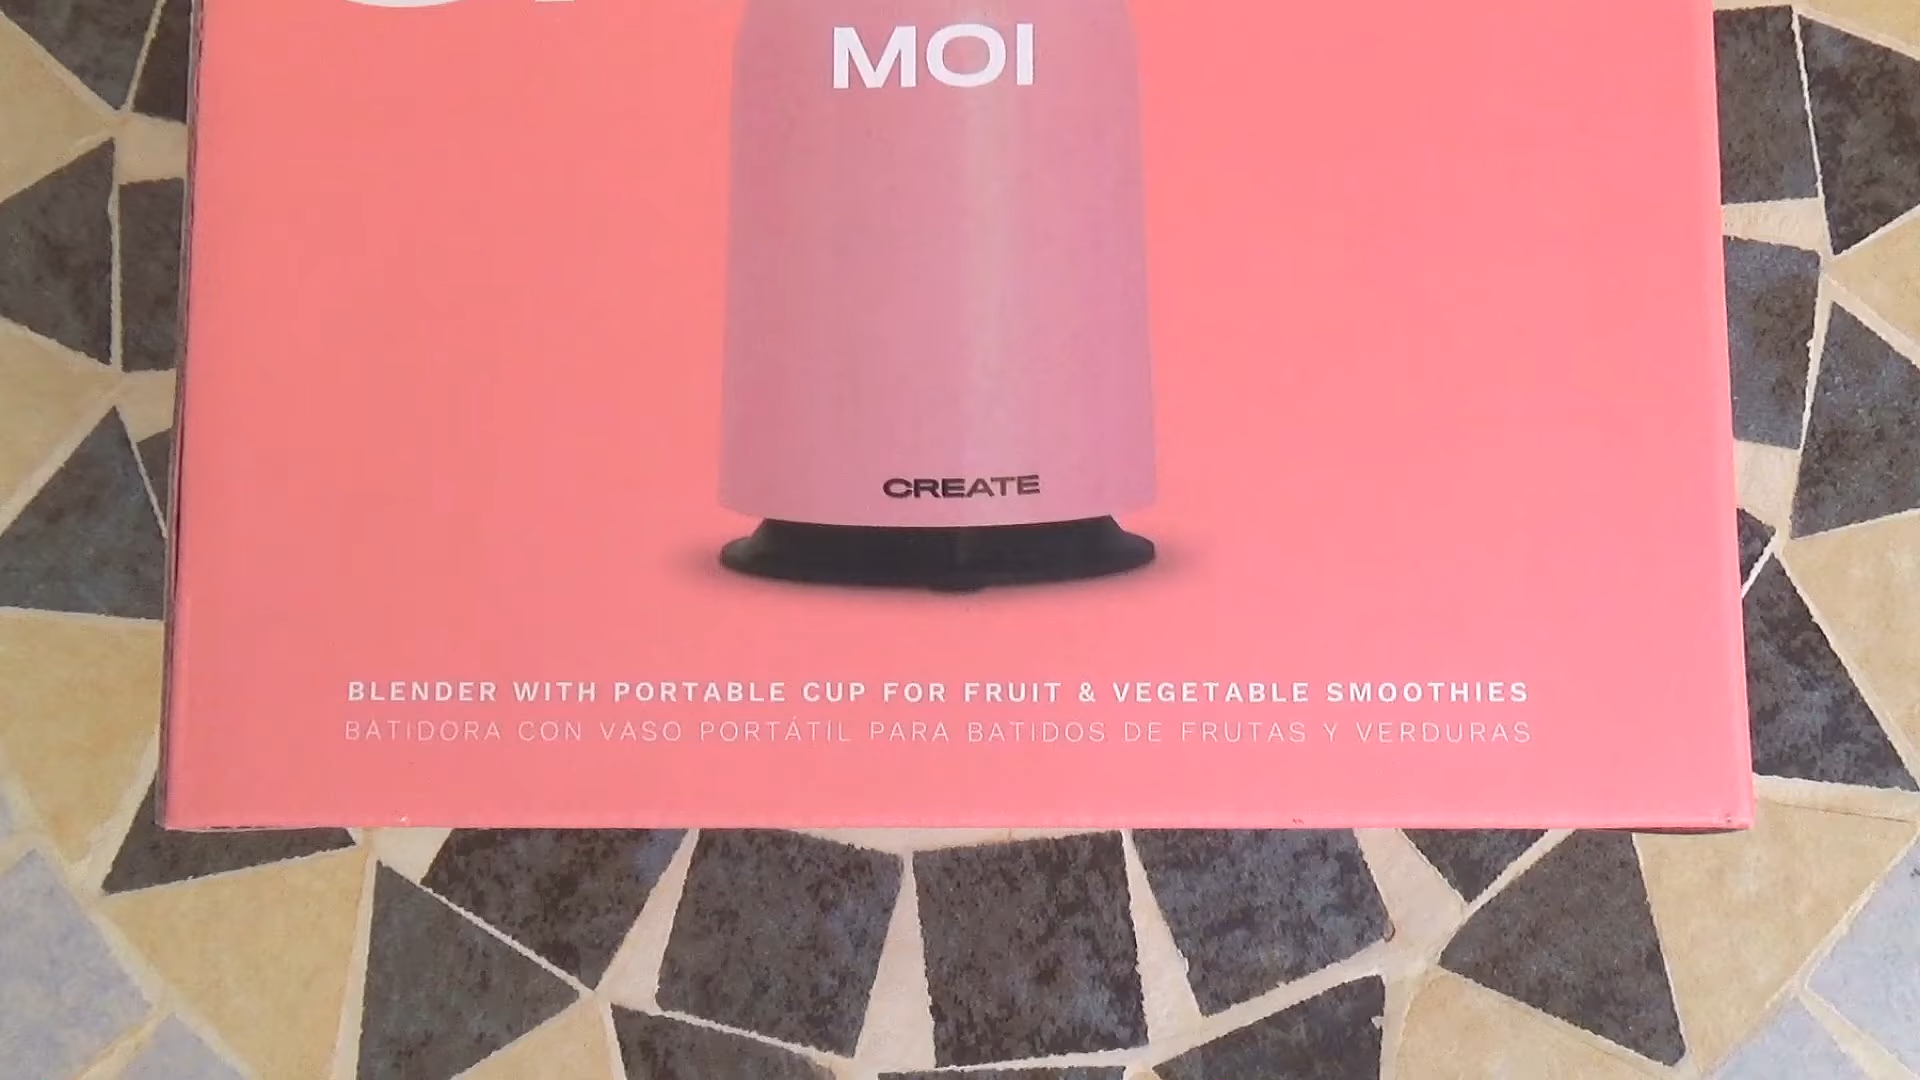 MOI
CREATE
BLENDER WITH PORTABLE CUP FOR FRUIT & VEGETABLE SMOOTHIES
BATIDORA CON VASO PORTÁTIL PARA BATIDOS DE FRUTAS Y VERDURAS